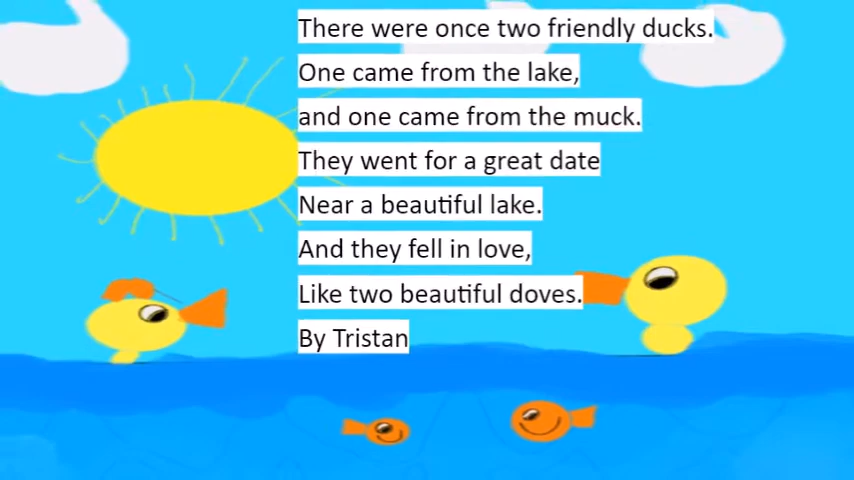 There were once two friendly ducks.
One came from the lake,
and one came from the muck.
They went for a great date
Near a beautiful lake.
And they fell in love,
Like two beautiful doves.
By Tristan